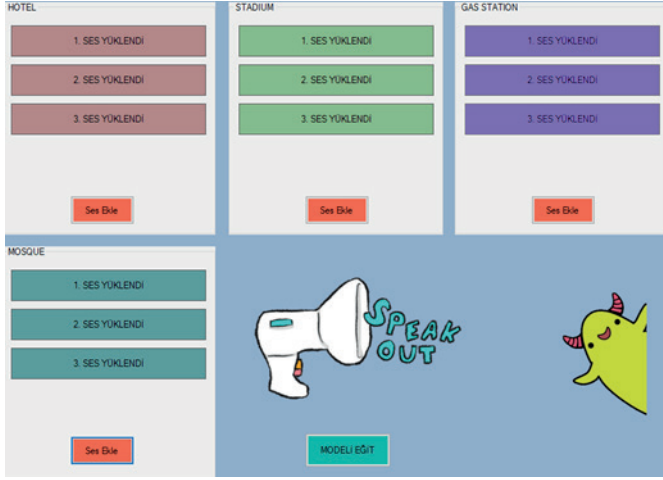 HOTEL
1. SES YÜKLENDİ
2. SES YÜKLENDİ
3. SES YÜKLENDİ
Ses Ekle
STADIUM
1. SES YÜKLENDİ
2. SES YÜKLENDİ
3. SES YÜKLENDİ
Ses Ekle
GAS STATION
1. SES YÜKLENDİ
2. SES YÜKLENDİ
3. SES YÜKLENDİ
Ses Ekle
MOSQUE
1. SES YÜKLENDİ
2. SES YÜKLENDİ
3. SES YÜKLENDİ
Ses Ekle
SPEAK
OUT
MODELİ EĞİT